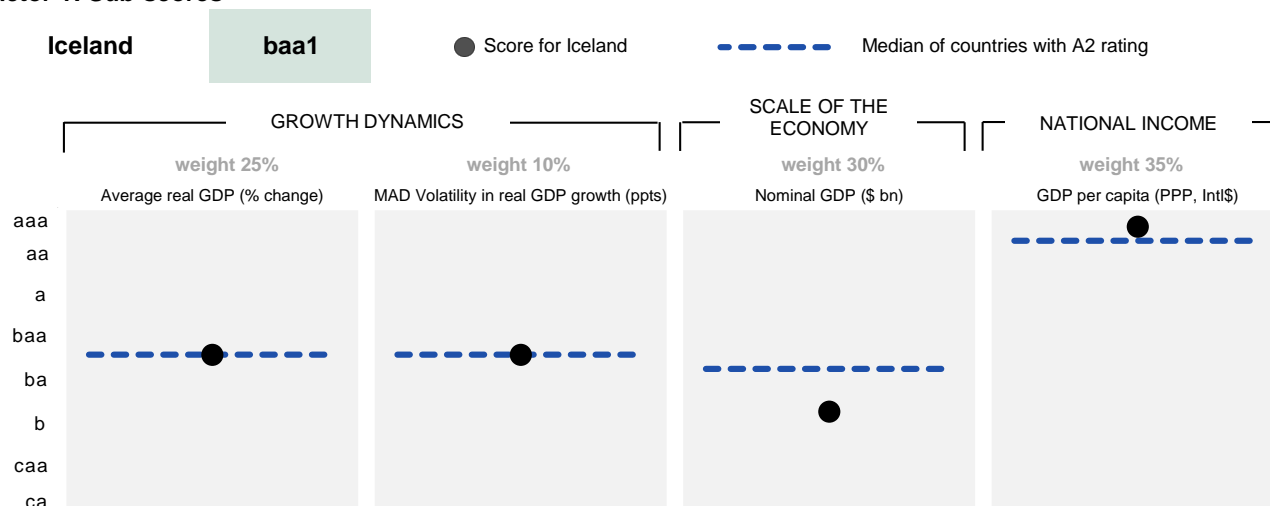 Iceland
baa1
Score for Iceland
Median of countries with A2 rating
GROWTH DYNAMICS
SCALE OF THE
ECONOMY
NATIONAL INCOME
weight 25%
weight 10%
weight 30%
weight 35%
Average real GDP (% change)
MAD Volatility in real GDP growth (ppts)
Nominal GDP ($ bn)
GDP per capita (PPP, Intl$)
aaa
aa
a
baa
ba
b
caa
ca